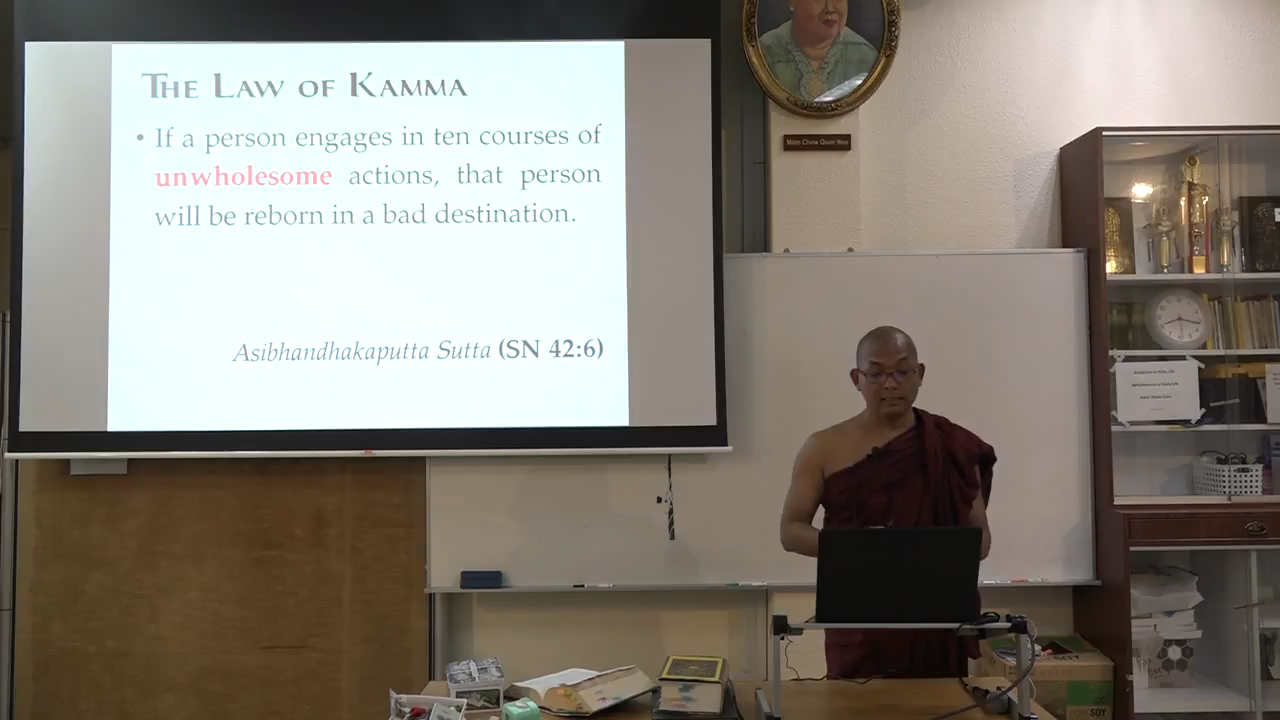 THE LAW OF KAMMA
• If a person engages in ten courses of
unwholesome actions, that person
will be reborn in a bad destination.
Asibhandhakaputta Sutta (SN 42:6)
SOY